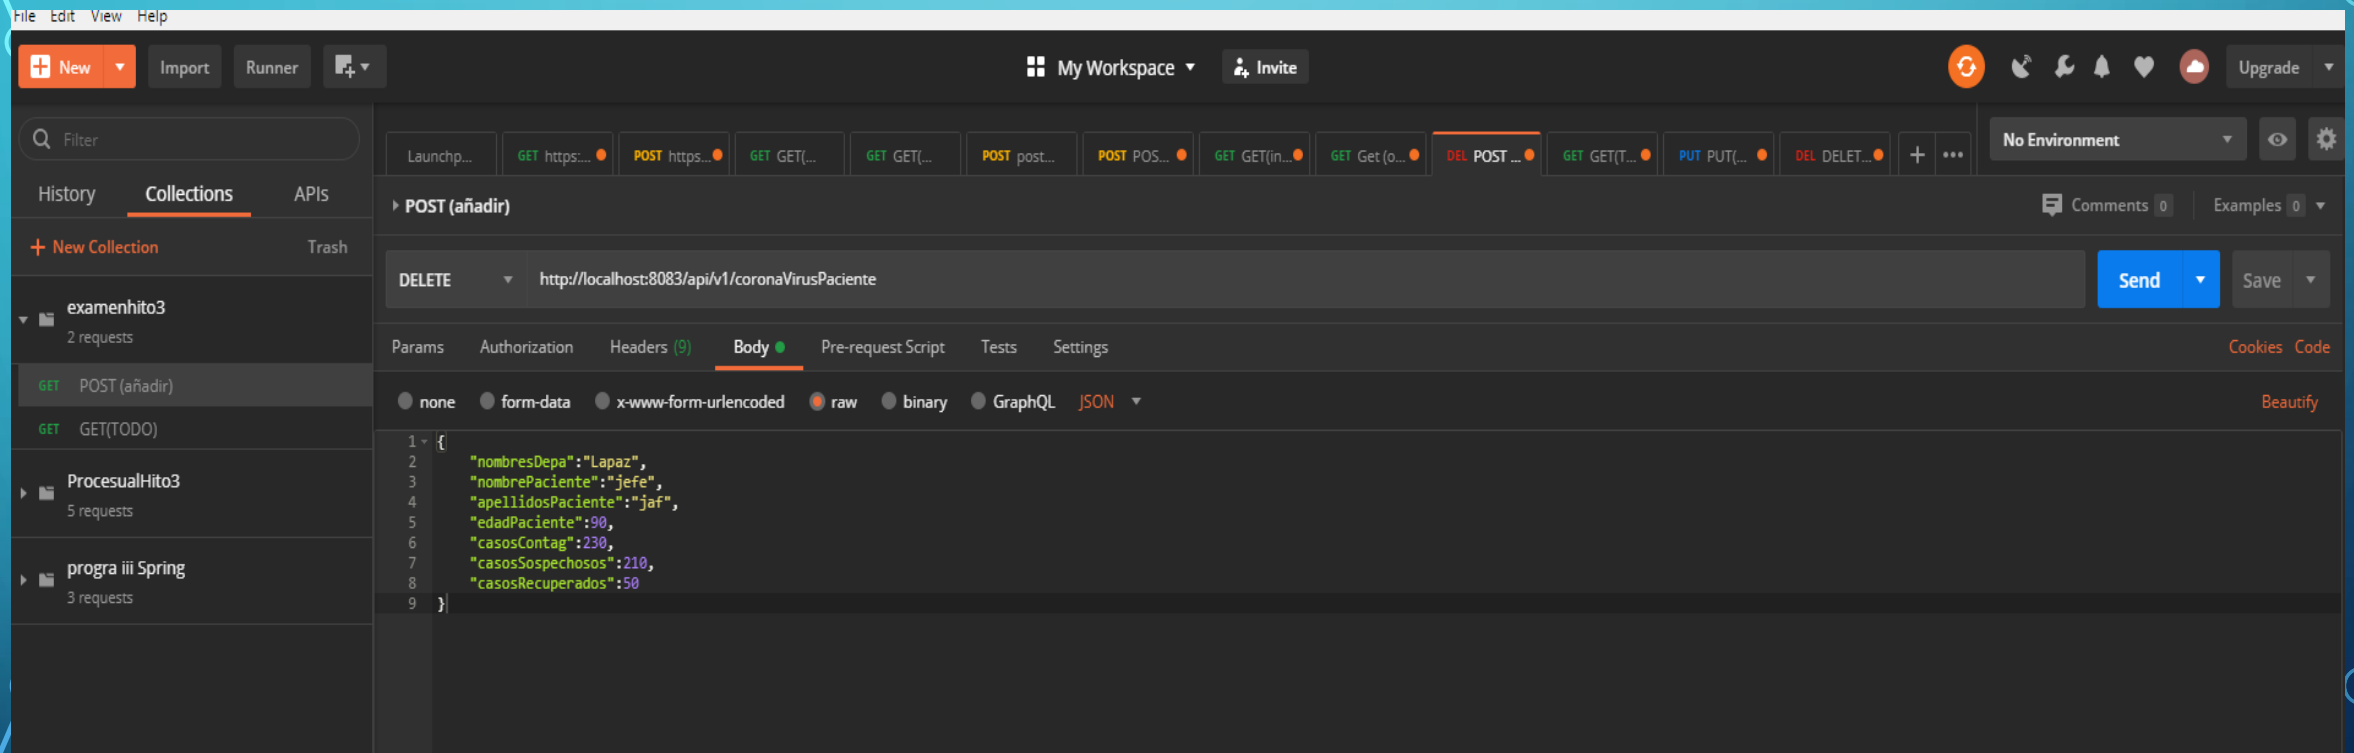 File Edit View Help
New Import Runner My Workspace Invite Upgrade
Filter
Launchp... GET https:... POST https... GET GET(... GET GET(... POST post... POST POS... GET GET(in... GET Get (o... DEL POST ... GET GET(T... PUT PUT(... DEL DELET... + ••• No Environment
History Collections APIs
POST (añadir) Comments 0 Examples 0
+ New Collection Trash
DELETE http://localhost:8083/api/v1/coronaVirusPaciente Send Save
examenhito3
2 requests
Params Authorization Headers (9) Body Pre-request Script Tests Settings Cookies Code
GET POST (añadir)
none form-data x-www-form-urlencoded raw binary GraphQL JSON Beautify
GET GET(TODO)
ProcesualHito3
5 requests
progra iii Spring
3 requests
1 {
2 "nombresDepa":"Lapaz",
3 "nombrePaciente":"jefe",
4 "apellidosPaciente":"jaf",
5 "edadPaciente":90,
6 "casosContag":230,
7 "casosSospechosos":210,
8 "casosRecuperados":50
9 }